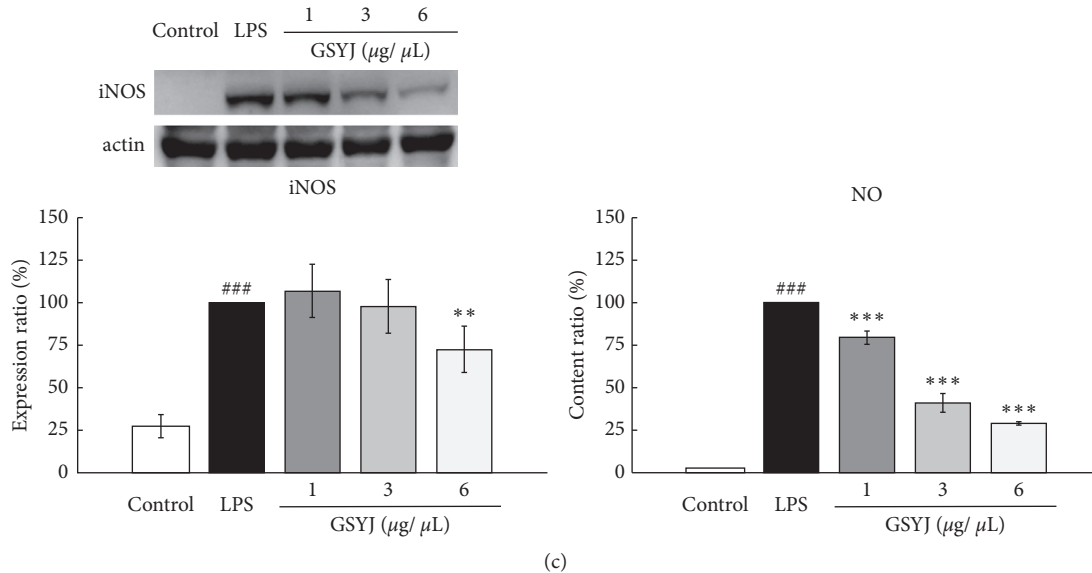 1 3 6
Control LPS
GSYJ (µg/ µL)
iNOS
actin
iNOS
150
125
100
75
50
25
0
Expression ratio (%)
###
**
Control LPS 1 3 6
GSYJ (µg/ µL)
NO
150
125
100
75
50
25
0
Content ratio (%)
###
***
***
***
Control LPS 1 3 6
GSYJ (µg/ µL)
(c)